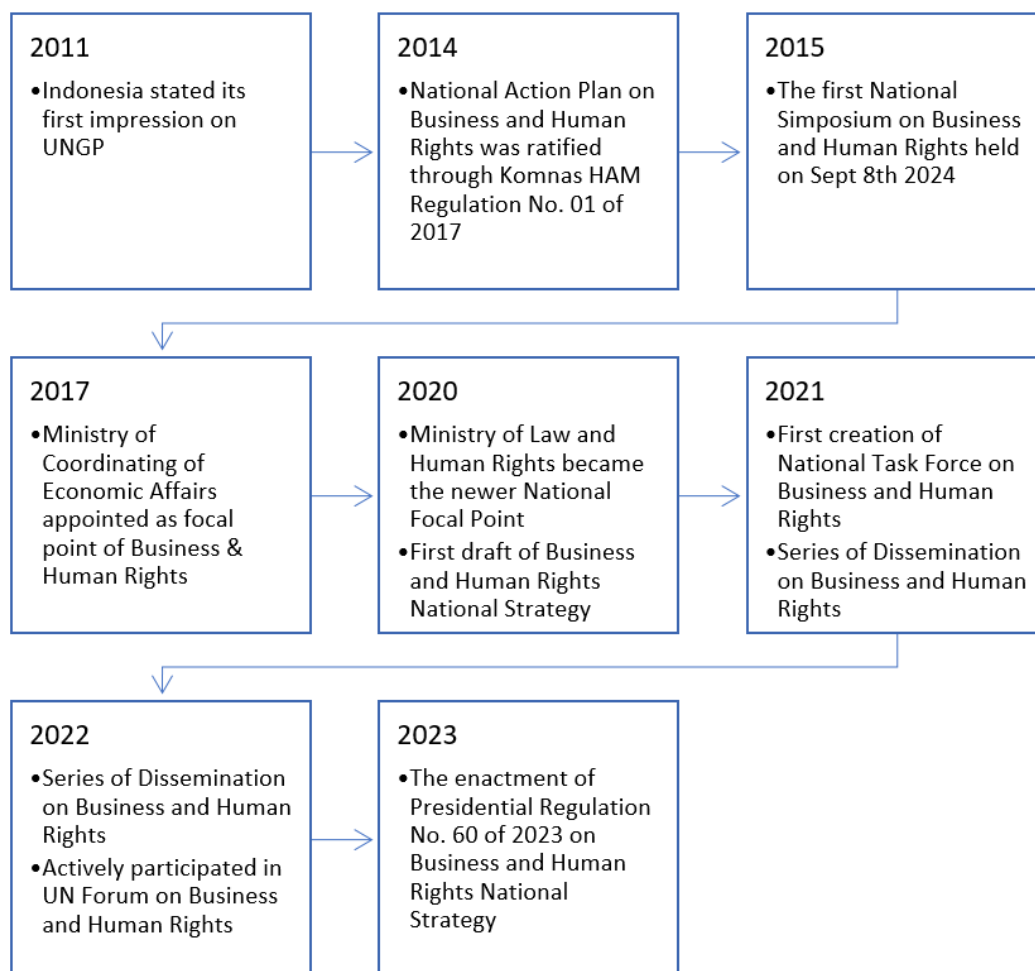 2011
•Indonesia stated its
first impression on
UNGP
2014
•National Action Plan on
Business and Human
Rights was ratified
through Komnas HAM
Regulation No. 01 of
2017
2015
•The first National
Simposium on Business
and Human Rights held
on Sept 8th 2024
2017
•Ministry of
Coordinating of
Economic Affairs
appointed as focal
point of Business &
Human Rights
2020
•Ministry of Law and
Human Rights became
the newer National
Focal Point
•First draft of Business
and Human Rights
National Strategy
2021
•First creation of
National Task Force on
Business and Human
Rights
•Series of Dissemination
on Business and Human
Rights
2022
•Series of Dissemination
on Business and Human
Rights
•Actively participated in
UN Forum on Business
and Human Rights
2023
•The enactment of
Presidential Regulation
No. 60 of 2023 on
Business and Human
Rights National
Strategy